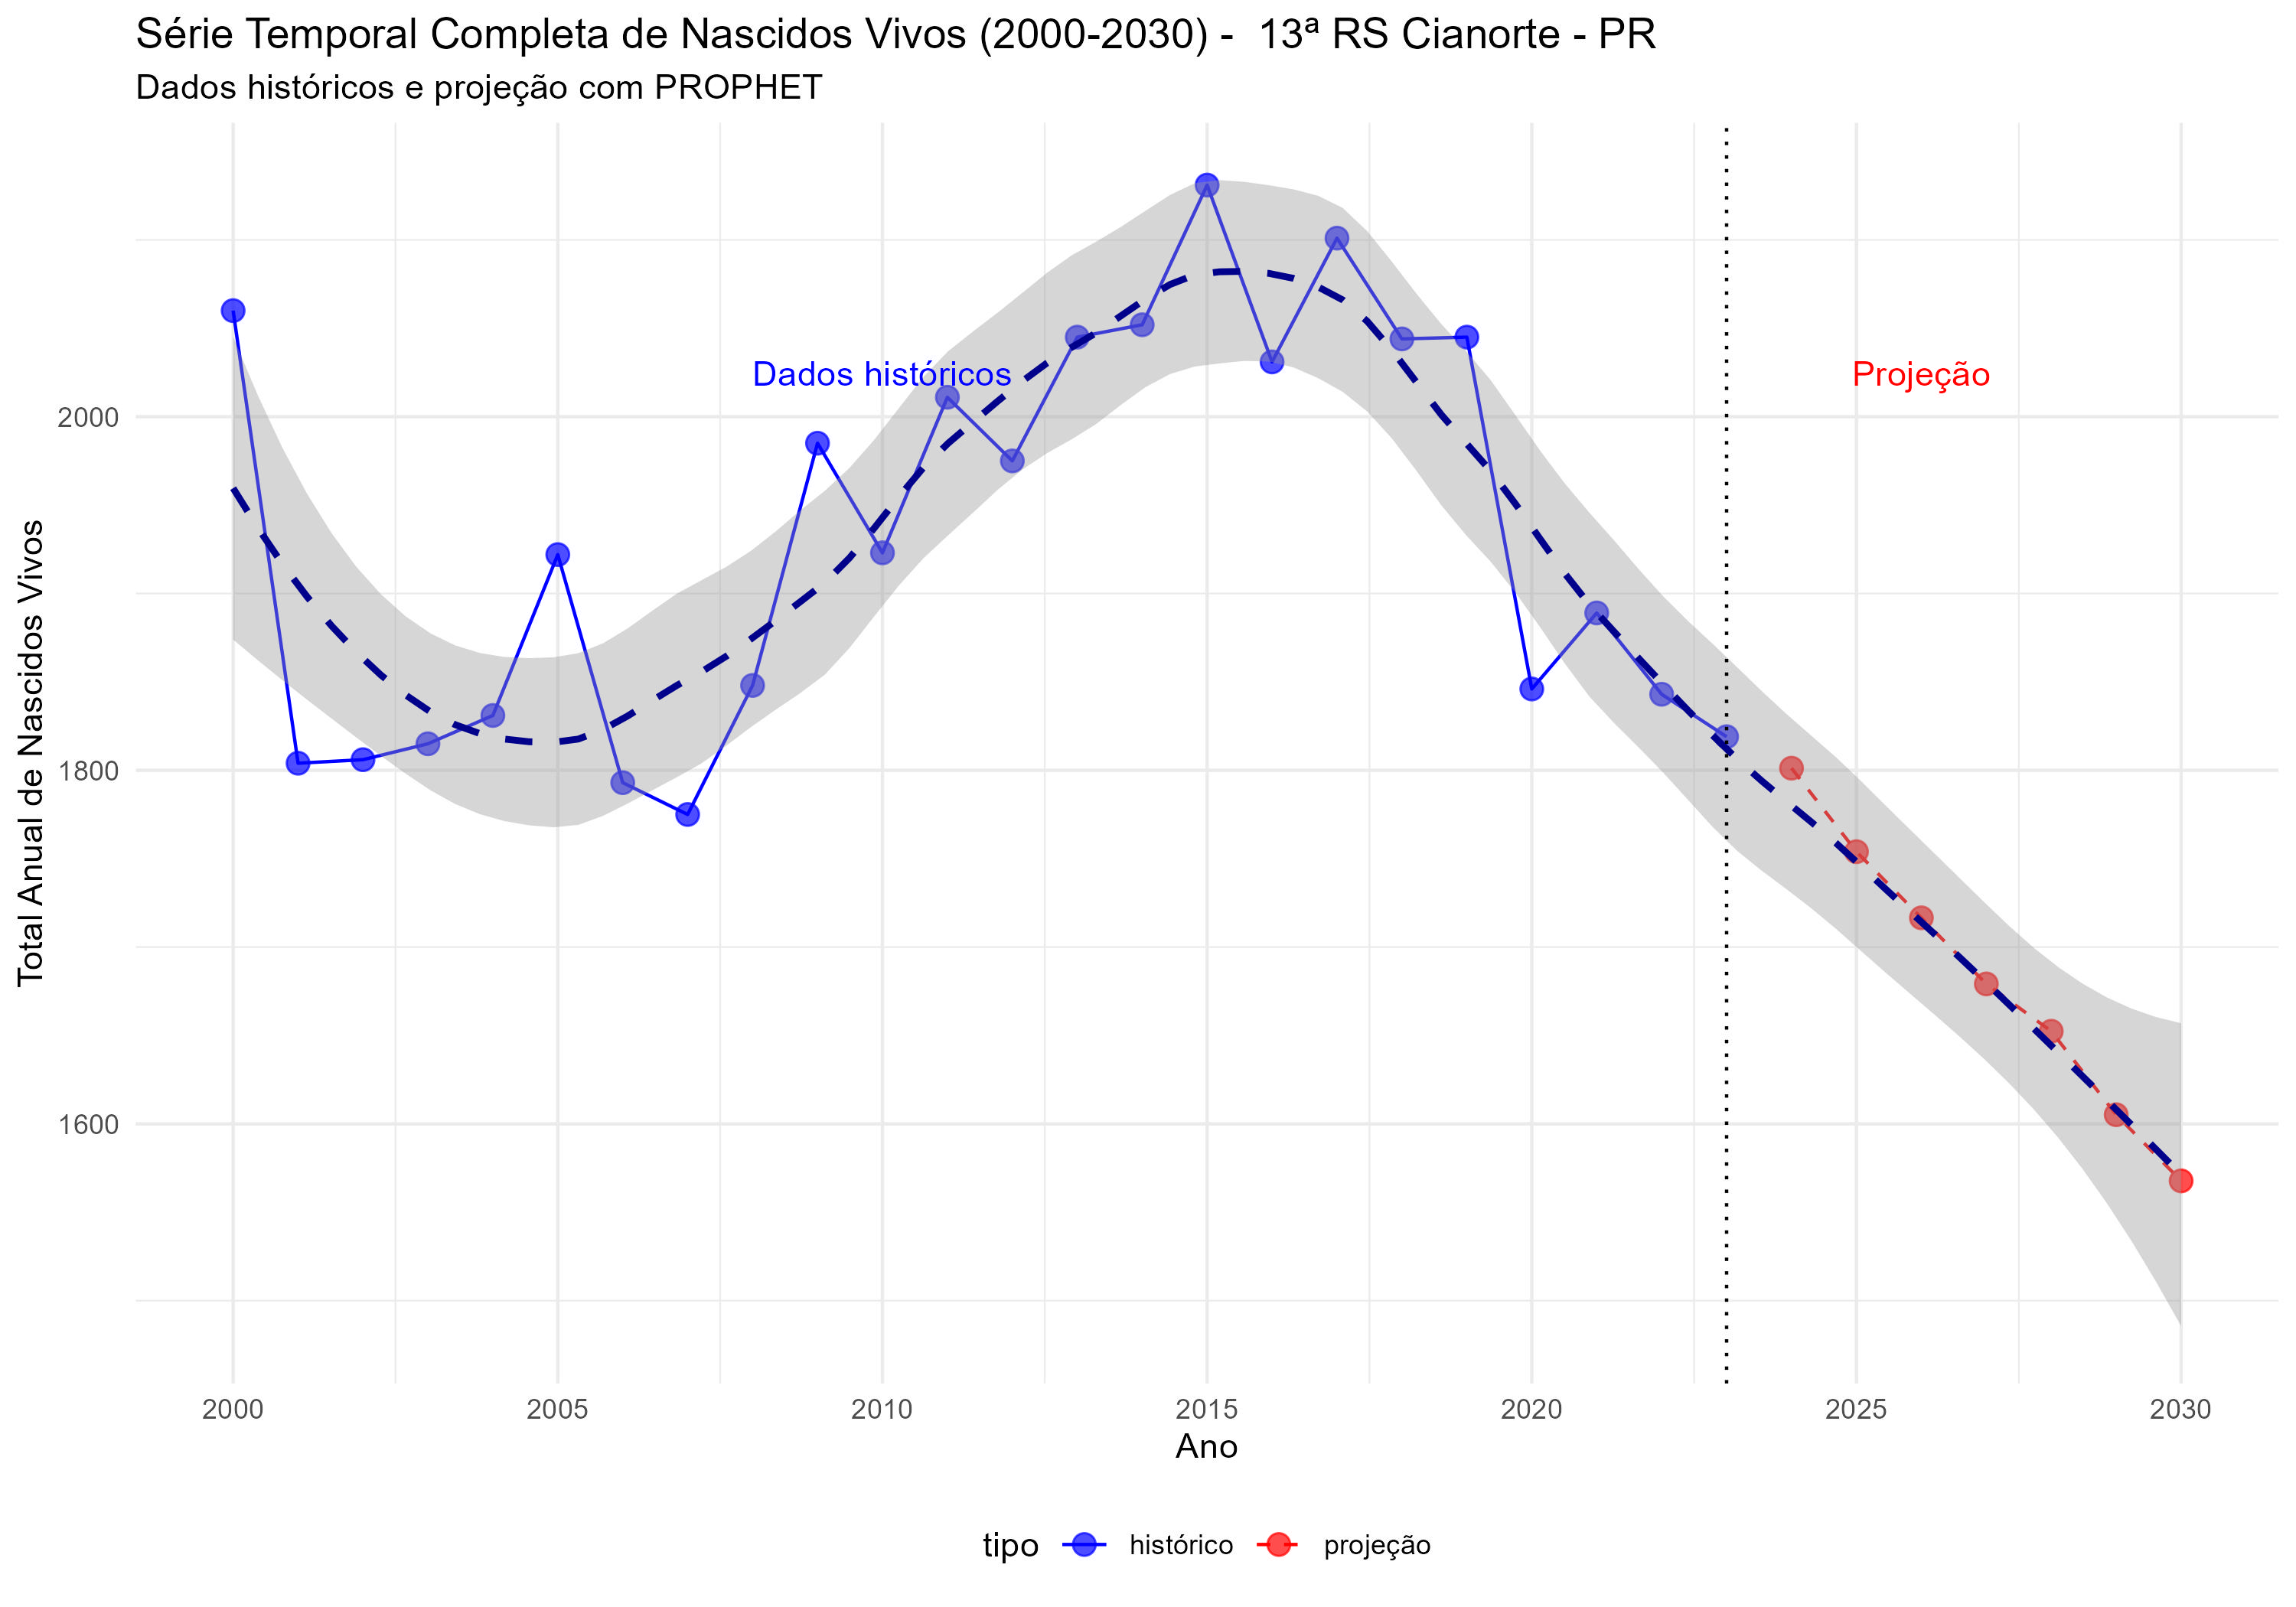 Série Temporal Completa de Nascidos Vivos (2000-2030) -  13ª RS Cianorte - PR
Dados históricos e projeção com PROPHET
Total Anual de Nascidos Vivos
2000
1800
1600
Dados históricos
Projeção
2000 2005 2010 2015 2020 2025 2030
Ano
tipo histórico projeção